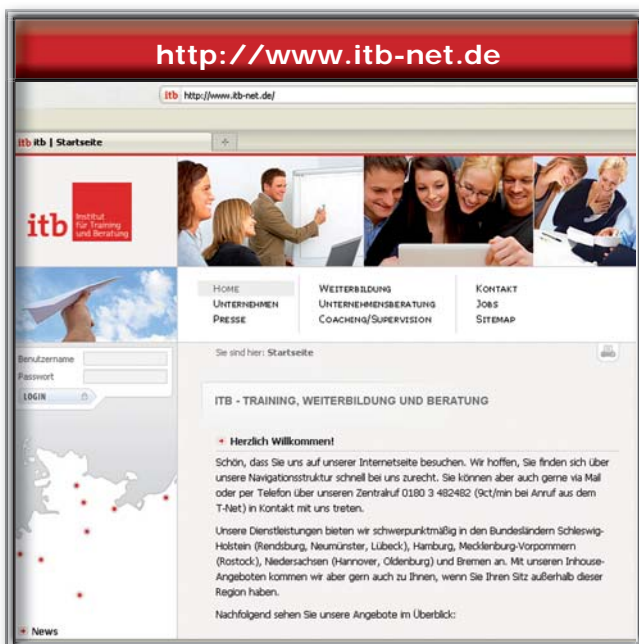 http://www.itb-net.de
itb http://www.itb-net.de/
itb itb | Startseite
itb Institut
für Training
und Beratung
HOME WEITERBILDUNG KONTAKT
UNTERNEHMEN UNTERNEHMENSBERATUNG JOBS
PRESSE COACHING/SUPERVISION SITEMAP
Benutzername
Passwort
LOGIN
Sie sind hier: Startseite
ITB - TRAINING, WEITERBILDUNG UND BERATUNG
Herzlich Willkommen!
Schön, dass Sie uns auf unserer Internetseite besuchen. Wir hoffen, Sie finden sich über
unsere Navigationsstruktur schnell bei uns zurecht. Sie können aber auch gerne via Mail
oder per Telefon über unseren Zentralruf 0180 3 482482 (9ct/min bei Anruf aus dem
T-Net) in Kontakt mit uns treten.
Unsere Dienstleistungen bieten wir schwerpunktmäßig in den Bundesländern Schleswig-
Holstein (Rendsburg, Neumünster, Lübeck), Hamburg, Mecklenburg-Vorpommern
(Rostock), Niedersachsen (Hannover, Oldenburg) und Bremen an. Mit unseren Inhouse-
Angeboten kommen wir aber gern auch zu Ihnen, wenn Sie Ihren Sitz außerhalb dieser
Region haben.
Nachfolgend sehen Sie unsere Angebote im Überblick:
News